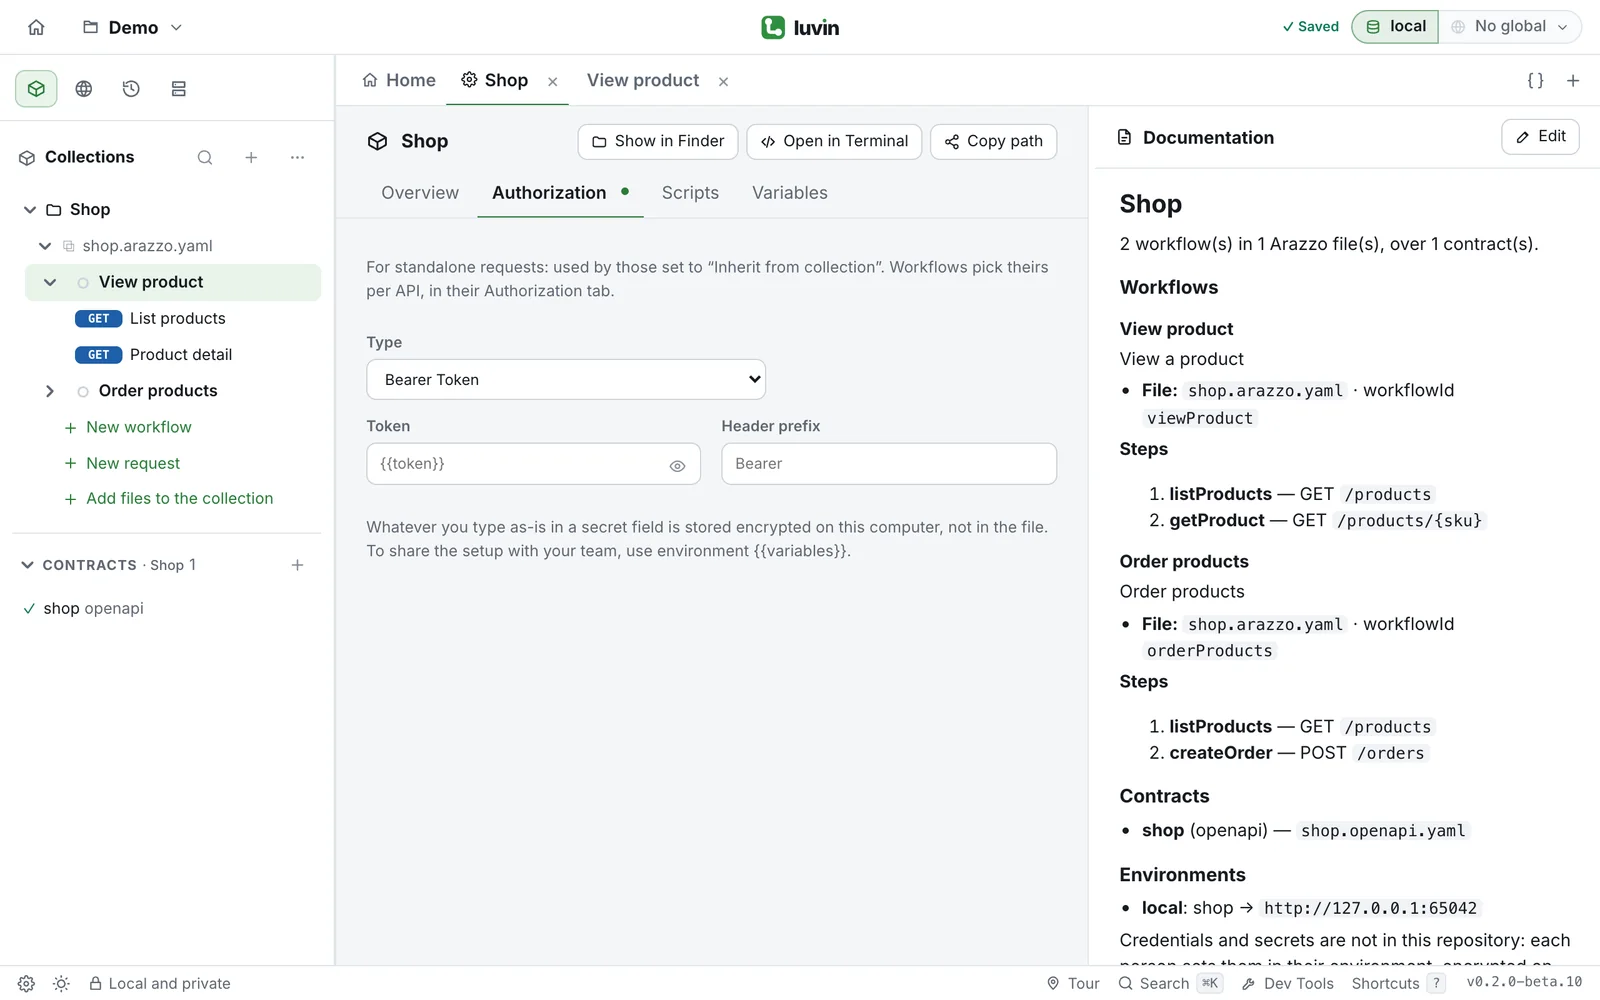 Demo
luvin
Saved
local
No global
Home
Shop
View product
{ }
Collections
Shop
shop.arazzo.yaml
View product
GET List products
GET Product detail
Order products
+ New workflow
+ New request
+ Add files to the collection
CONTRACTS · Shop 1
shop openapi
Shop
Show in Finder
Open in Terminal
Copy path
Overview
Authorization
Scripts
Variables
For standalone requests: used by those set to “Inherit from collection”. Workflows pick theirs
per API, in their Authorization tab.
Type
Bearer Token
Token
Header prefix
{{token}}
Bearer
Whatever you type as-is in a secret field is stored encrypted on this computer, not in the file.
To share the setup with your team, use environment {{variables}}.
Documentation
Edit
Shop
2 workflow(s) in 1 Arazzo file(s), over 1 contract(s).
Workflows
View product
View a product
• File: shop.arazzo.yaml · workflowId
viewProduct
Steps
1. listProducts — GET /products
2. getProduct — GET /products/{sku}
Order products
Order products
• File: shop.arazzo.yaml · workflowId
orderProducts
Steps
1. listProducts — GET /products
2. createOrder — POST /orders
Contracts
• shop (openapi) — shop.openapi.yaml
Environments
• local: shop → http://127.0.0.1:65042
Credentials and secrets are not in this repository: each
Local and private
Tour
Search ⌘K
Dev Tools
Shortcuts ?
v0.2.0-beta.10